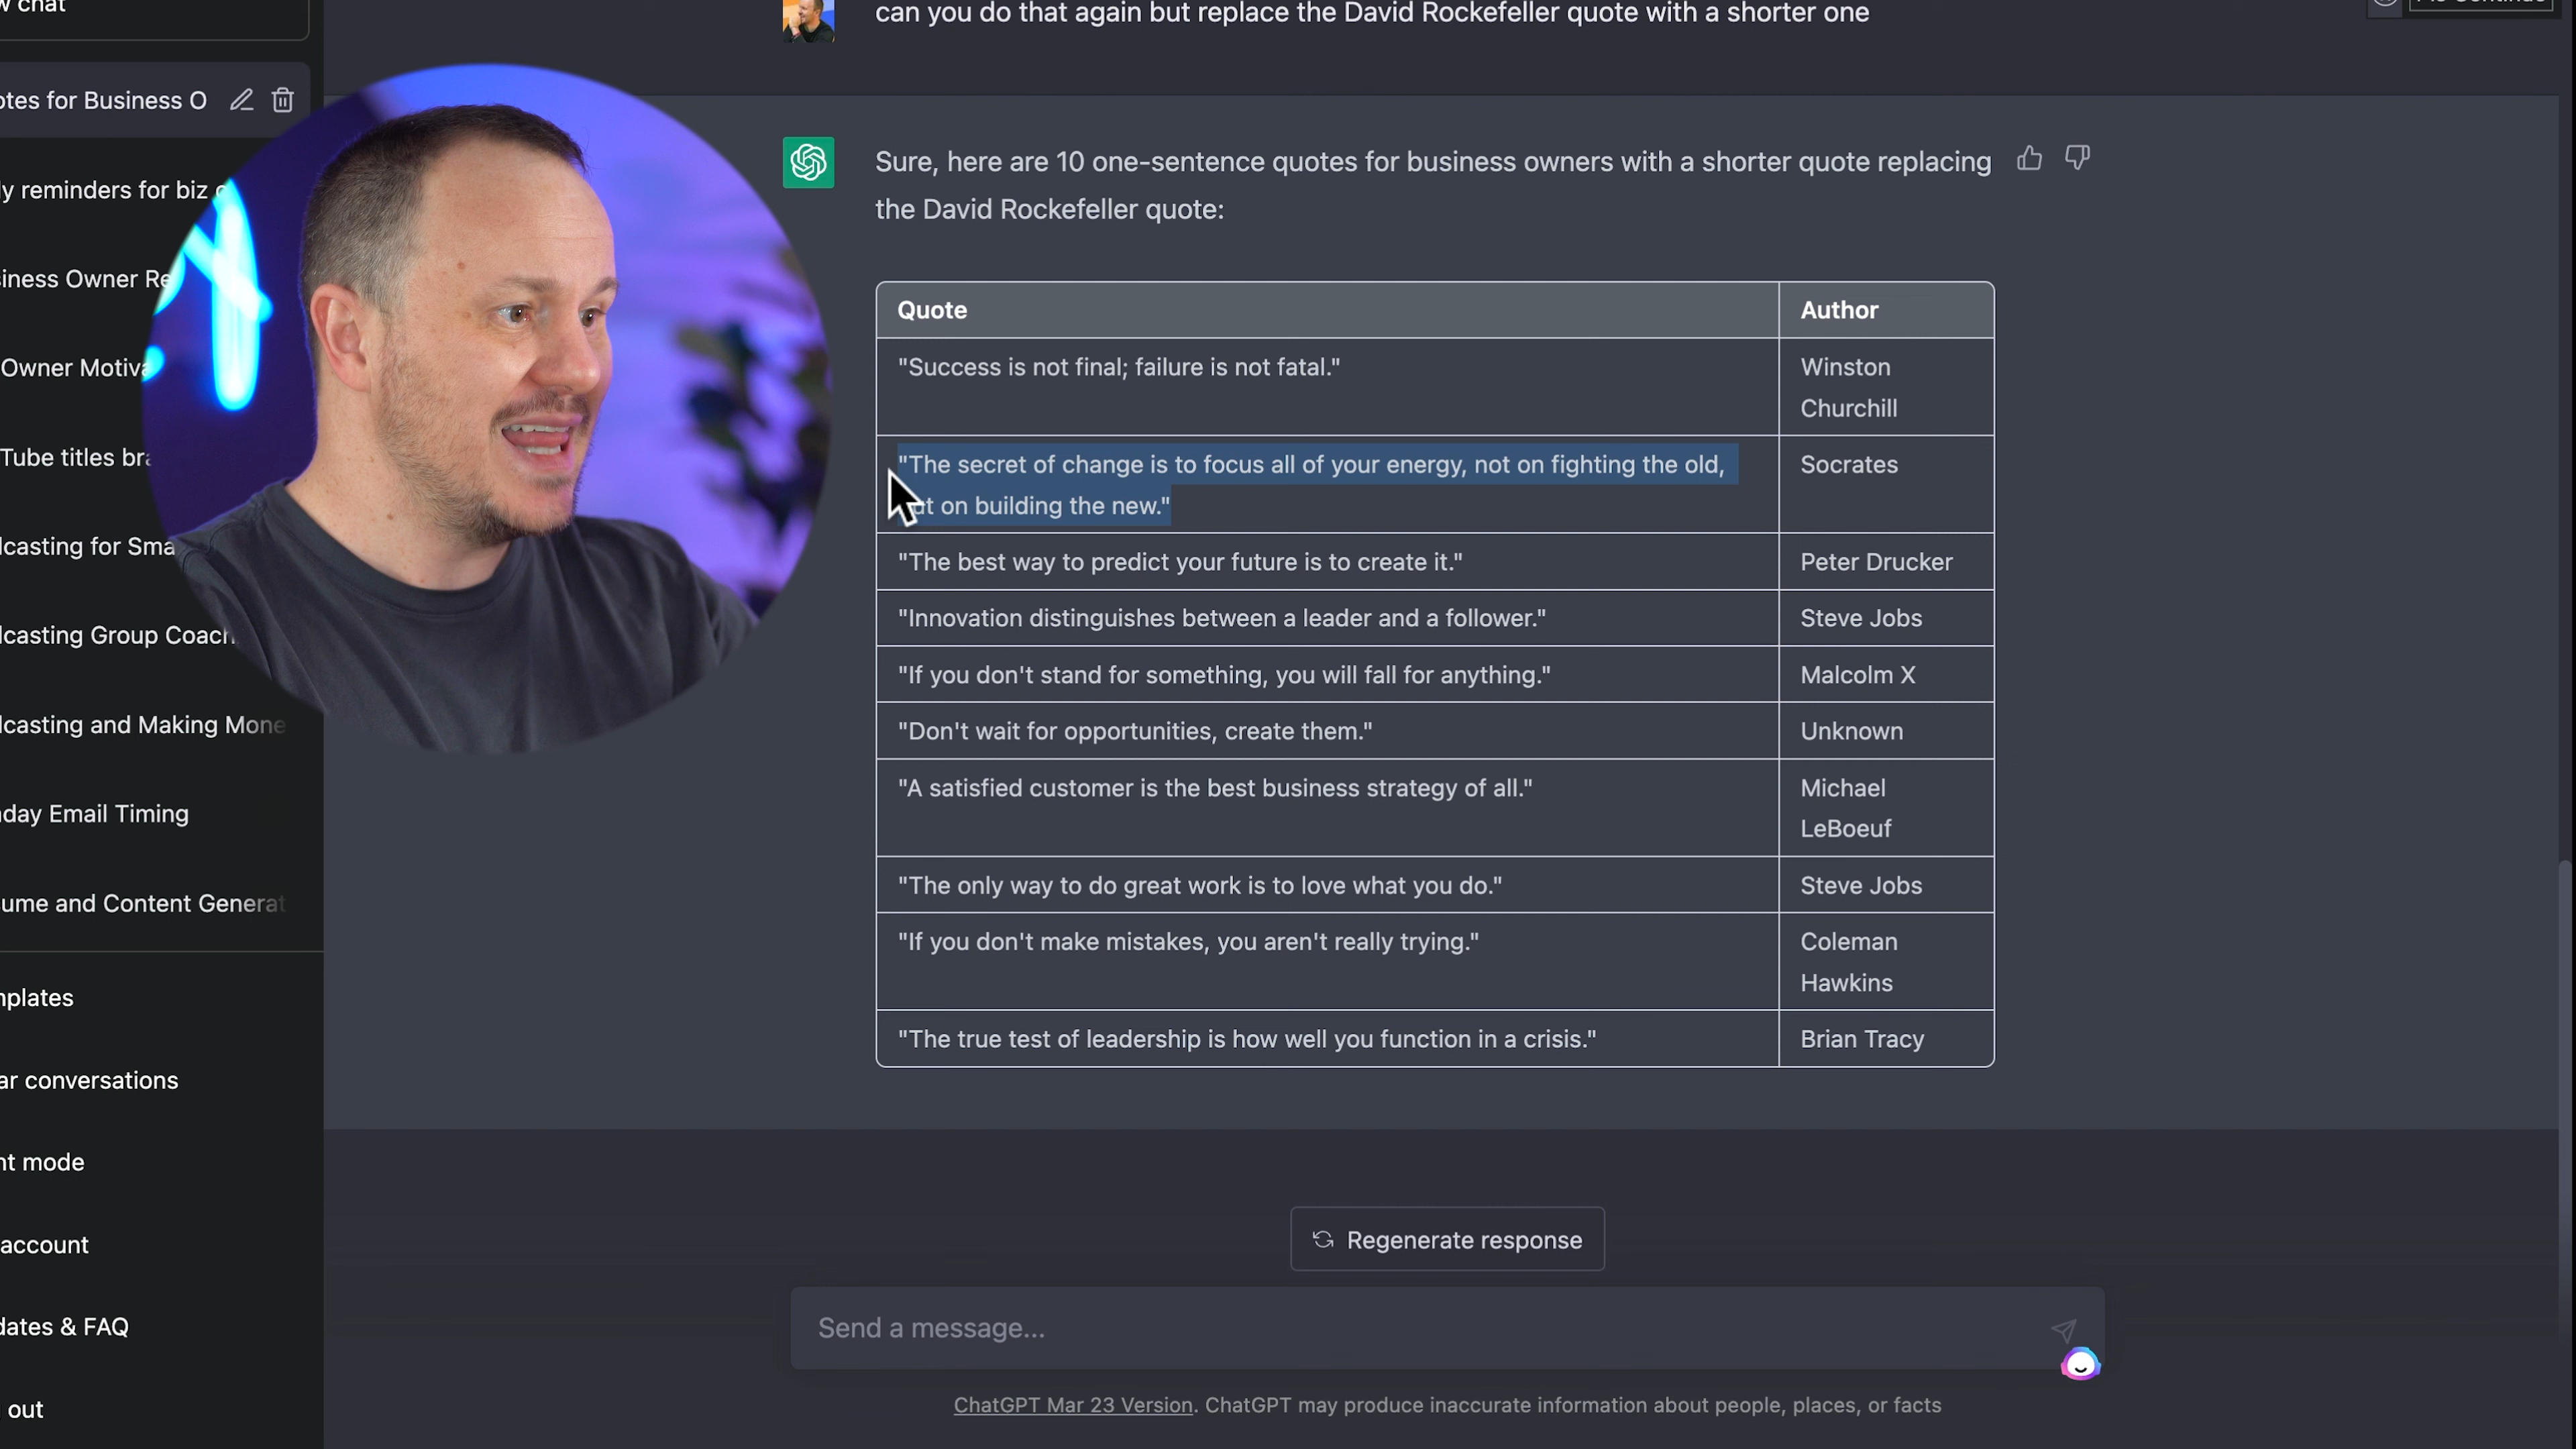 w chat
can you do that again but replace the David Rockefeller quote with a shorter one
otes for Business O
y reminders for biz
iness Owner Re
Owner Motiva
Tube titles bra
lcasting for Sma
lcasting Group Coach
lcasting and Making Mone
day Email Timing
ume and Content Generat
nplates
ar conversations
nt mode
account
dates & FAQ
out
Sure, here are 10 one-sentence quotes for business owners with a shorter quote replacing
the David Rockefeller quote:
Quote Author
"Success is not final; failure is not fatal." Winston
Churchill
"The secret of change is to focus all of your energy, not on fighting the old, Socrates
ut on building the new."
"The best way to predict your future is to create it." Peter Drucker
"Innovation distinguishes between a leader and a follower." Steve Jobs
"If you don't stand for something, you will fall for anything." Malcolm X
"Don't wait for opportunities, create them." Unknown
"A satisfied customer is the best business strategy of all." Michael
LeBoeuf
"The only way to do great work is to love what you do." Steve Jobs
"If you don't make mistakes, you aren't really trying." Coleman
Hawkins
"The true test of leadership is how well you function in a crisis." Brian Tracy
Regenerate response
Send a message...
ChatGPT Mar 23 Version. ChatGPT may produce inaccurate information about people, places, or facts